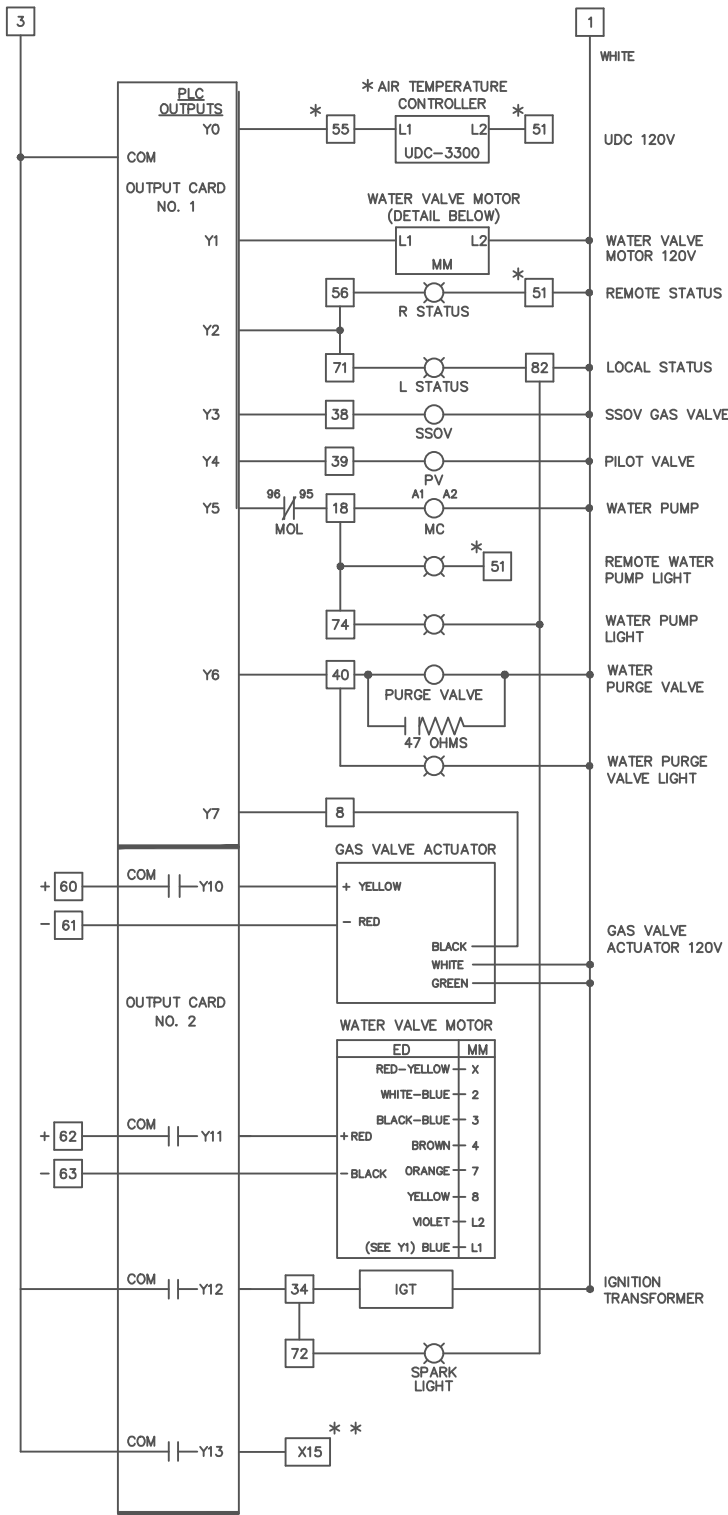 3
1
WHITE
PLC
OUTPUTS
* AIR TEMPERATURE
CONTROLLER
Y0
*
55
L1 L2
UDC-3300
*
51
UDC 120V
COM
OUTPUT CARD
NO. 1
WATER VALVE MOTOR
(DETAIL BELOW)
Y1
L1 L2
MM
WATER VALVE
MOTOR 120V
56
R STATUS
*
51
REMOTE STATUS
Y2
71
L STATUS
82
LOCAL STATUS
Y3
38
SSOV
SSOV GAS VALVE
Y4
39
PV
PILOT VALVE
Y5
96 95
MOL
18
A1 A2
MC
WATER PUMP
*
51
REMOTE WATER
PUMP LIGHT
74
WATER PUMP
LIGHT
Y6
40
PURGE VALVE
WATER
PURGE VALVE
47 OHMS
WATER PURGE
VALVE LIGHT
Y7
8
GAS VALVE ACTUATOR
+ 60
COM
Y10
+ YELLOW
- 61
- RED
BLACK
WHITE
GREEN
GAS VALVE
ACTUATOR 120V
OUTPUT CARD
NO. 2
WATER VALVE MOTOR
ED MM
RED-YELLOW X
WHITE-BLUE 2
BLACK-BLUE 3
+ 62
COM
Y11
+ RED
BROWN 4
- 63
- BLACK
ORANGE 7
YELLOW 8
VIOLET L2
(SEE Y1) BLUE L1
COM
Y12
34
IGT
IGNITION
TRANSFORMER
72
SPARK
LIGHT
COM
Y13
X15
* *